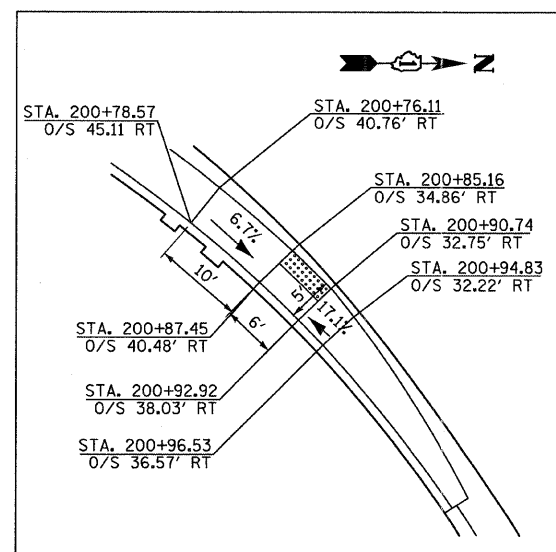 N
STA. 200+78.57
O/S 45.11 RT
STA. 200+76.11
O/S 40.76' RT
STA. 200+85.16
O/S 34.86' RT
6.7%
STA. 200+90.74
O/S 32.75' RT
STA. 200+94.83
O/S 32.22' RT
10'
5'
17.1%
6'
STA. 200+87.45
O/S 40.48' RT
STA. 200+92.92
O/S 38.03' RT
STA. 200+96.53
O/S 36.57' RT